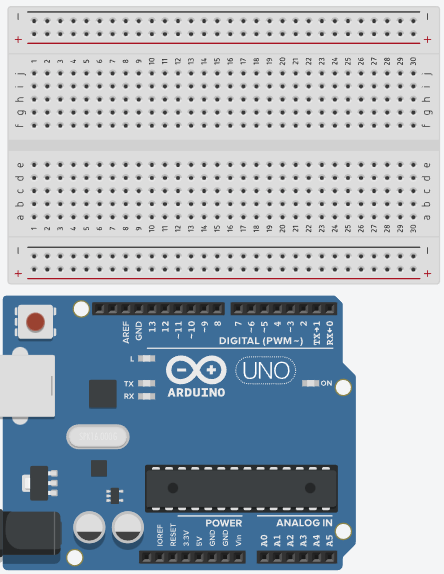 −
−
+
+
1 2 3 4 5 6 7 8 9 10 11 12 13 14 15 16 17 18 19 20 21 22 23 24 25 26 27 28 29 30
j j
i i
h h
g g
f f
e e
d d
c c
b b
a a
1 2 3 4 5 6 7 8 9 10 11 12 13 14 15 16 17 18 19 20 21 22 23 24 25 26 27 28 29 30
−
−
+
+
AREF GND 13 12 ~11 ~10 ~9 8 7 ~6 ~5 4 ~3 2 TX→1 RX←0
DIGITAL (PWM~)
L
TX
RX
ARDUINO
UNO
ON
POWER ANALOG IN
IOREF RESET 3.3V 5V GND GND Vin A0 A1 A2 A3 A4 A5